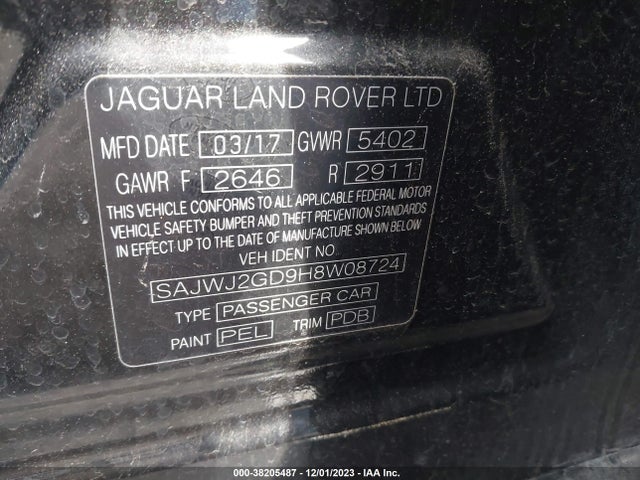 JAGUAR LAND ROVER LTD
MFD DATE 03/17 GVWR 5402
GAWR F 2646 R 2911
THIS VEHICLE CONFORMS TO ALL APPLICABLE FEDERAL MOTOR
VEHICLE SAFETY BUMPER AND THEFT PREVENTION STANDARDS
IN EFFECT UP TO THE DATE OF MANUFACTURE SHOWN BELOW
VEH IDENT NO
SAJWJ2GD9H8W08724
TYPE PASSENGER CAR
PAINT PEL TRIM PDB
000-38205487 - 12/01/2023 - IAA Inc.